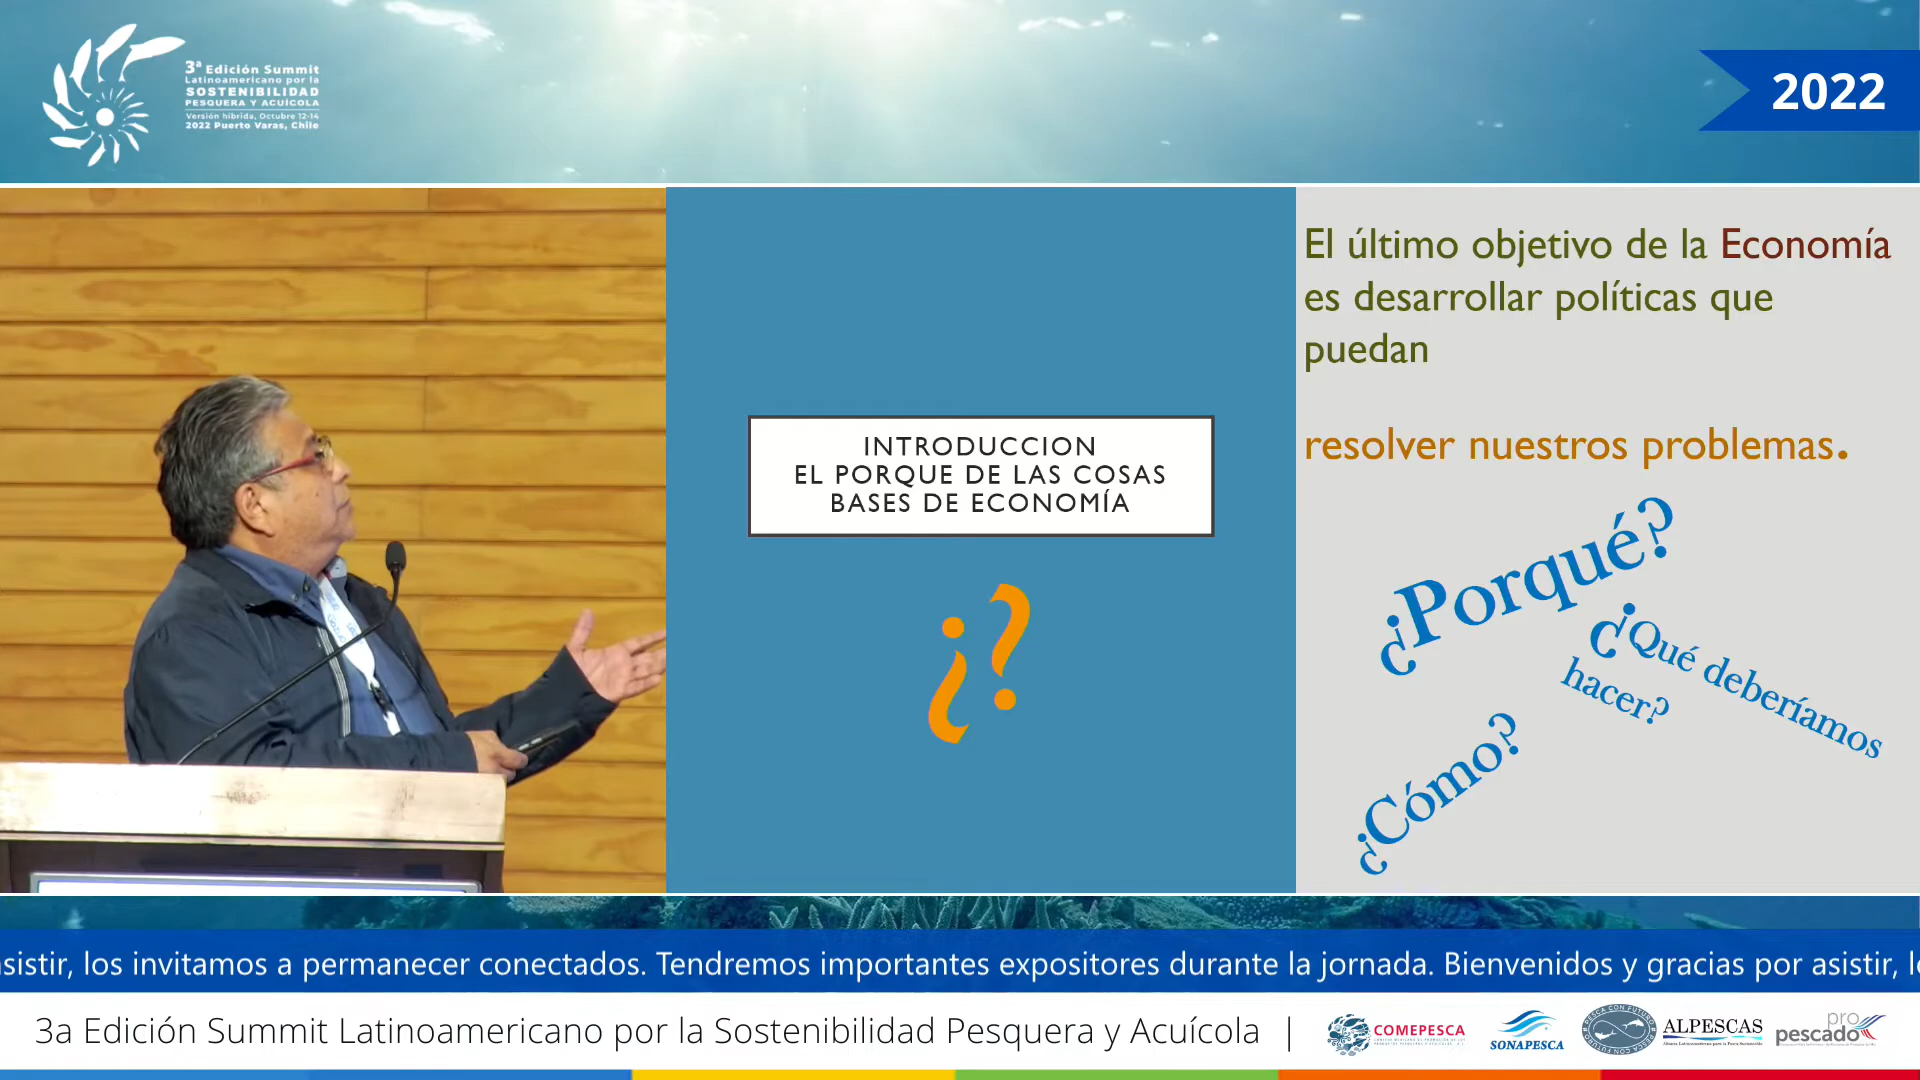 3ª Edición Summit
Latinoamericano por la
SOSTENIBILIDAD
PESQUERA Y ACUÍCOLA
Versión híbrida, Octubre 12-14
2022 Puerto Varas, Chile
2022
INTRODUCCION
EL PORQUE DE LAS COSAS
BASES DE ECONOMÍA
¿?
El último objetivo de la Economía
es desarrollar políticas que
puedan
resolver nuestros problemas.
¿Porqué?
¿Qué deberíamos
hacer?
¿Cómo?
sistir, los invitamos a permanecer conectados. Tendremos importantes expositores durante la jornada. Bienvenidos y gracias por asistir, l
3a Edición Summit Latinoamericano por la Sostenibilidad Pesquera y Acuícola |
COMEPESCA
SONAPESCA
PESCA CON FUTURO
ALPESCAS
pro
pescado